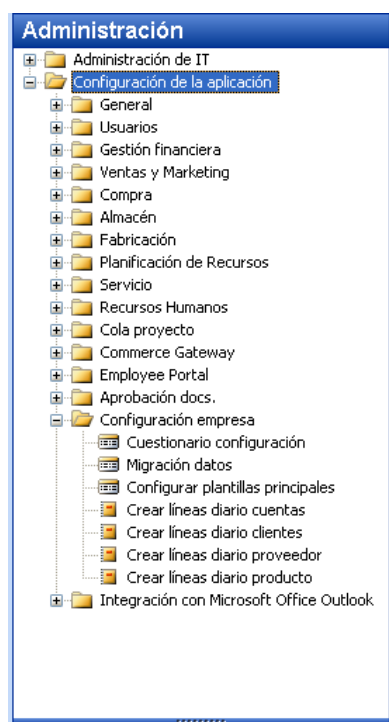 Administración
Administración de IT
Configuración de la aplicación
General
Usuarios
Gestión financiera
Ventas y Marketing
Compra
Almacén
Fabricación
Planificación de Recursos
Servicio
Recursos Humanos
Cola proyecto
Commerce Gateway
Employee Portal
Aprobación docs.
Configuración empresa
Cuestionario configuración
Migración datos
Configurar plantillas principales
Crear líneas diario cuentas
Crear líneas diario clientes
Crear líneas diario proveedor
Crear líneas diario producto
Integración con Microsoft Office Outlook